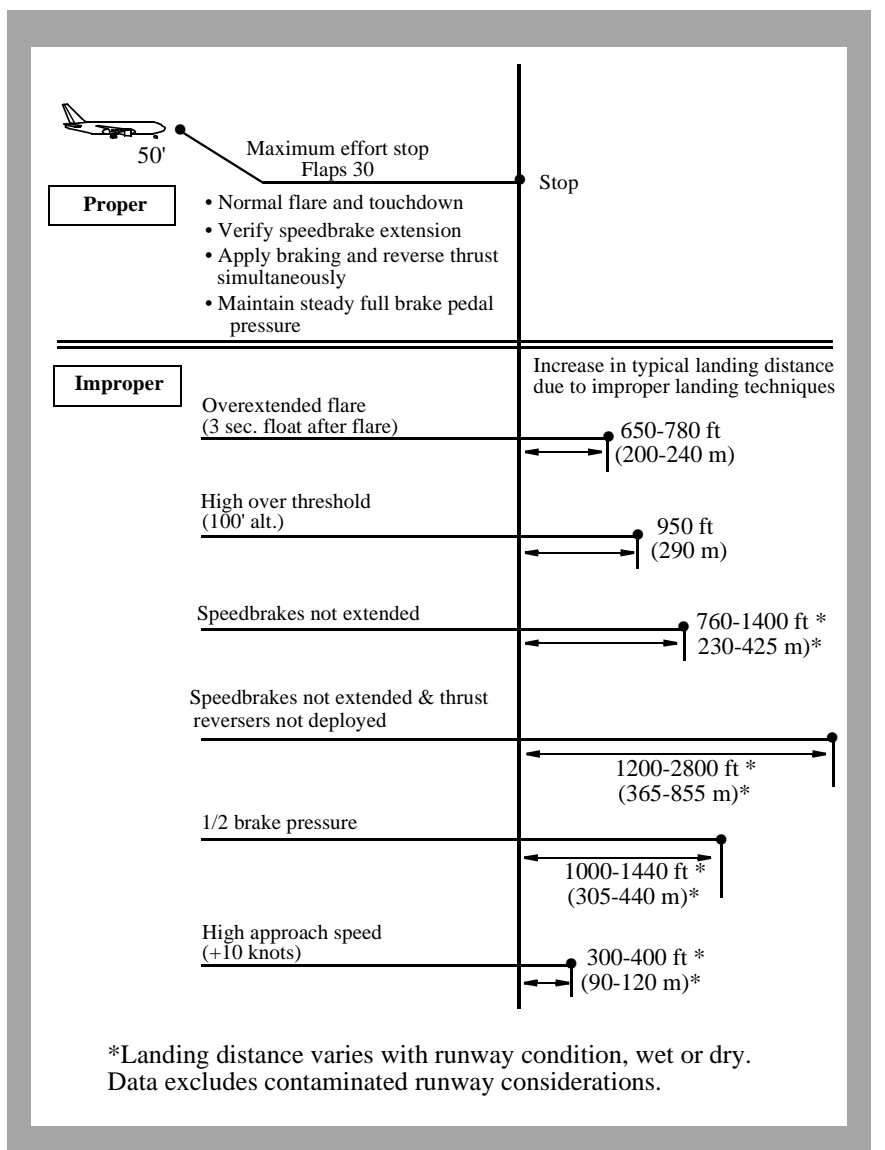 50'
Maximum effort stop
Flaps 30
Stop
Proper
• Normal flare and touchdown
• Verify speedbrake extension
• Apply braking and reverse thrust
simultaneously
• Maintain steady full brake pedal
pressure
Improper
Increase in typical landing distance
due to improper landing techniques
Overextended flare
(3 sec. float after flare)
650-780 ft
(200-240 m)
High over threshold
(100' alt.)
950 ft
(290 m)
Speedbrakes not extended
760-1400 ft *
230-425 m)*
Speedbrakes not extended & thrust
reversers not deployed
1200-2800 ft *
(365-855 m)*
1/2 brake pressure
1000-1440 ft *
(305-440 m)*
High approach speed
(+10 knots)
300-400 ft *
(90-120 m)*
*Landing distance varies with runway condition, wet or dry.
Data excludes contaminated runway considerations.